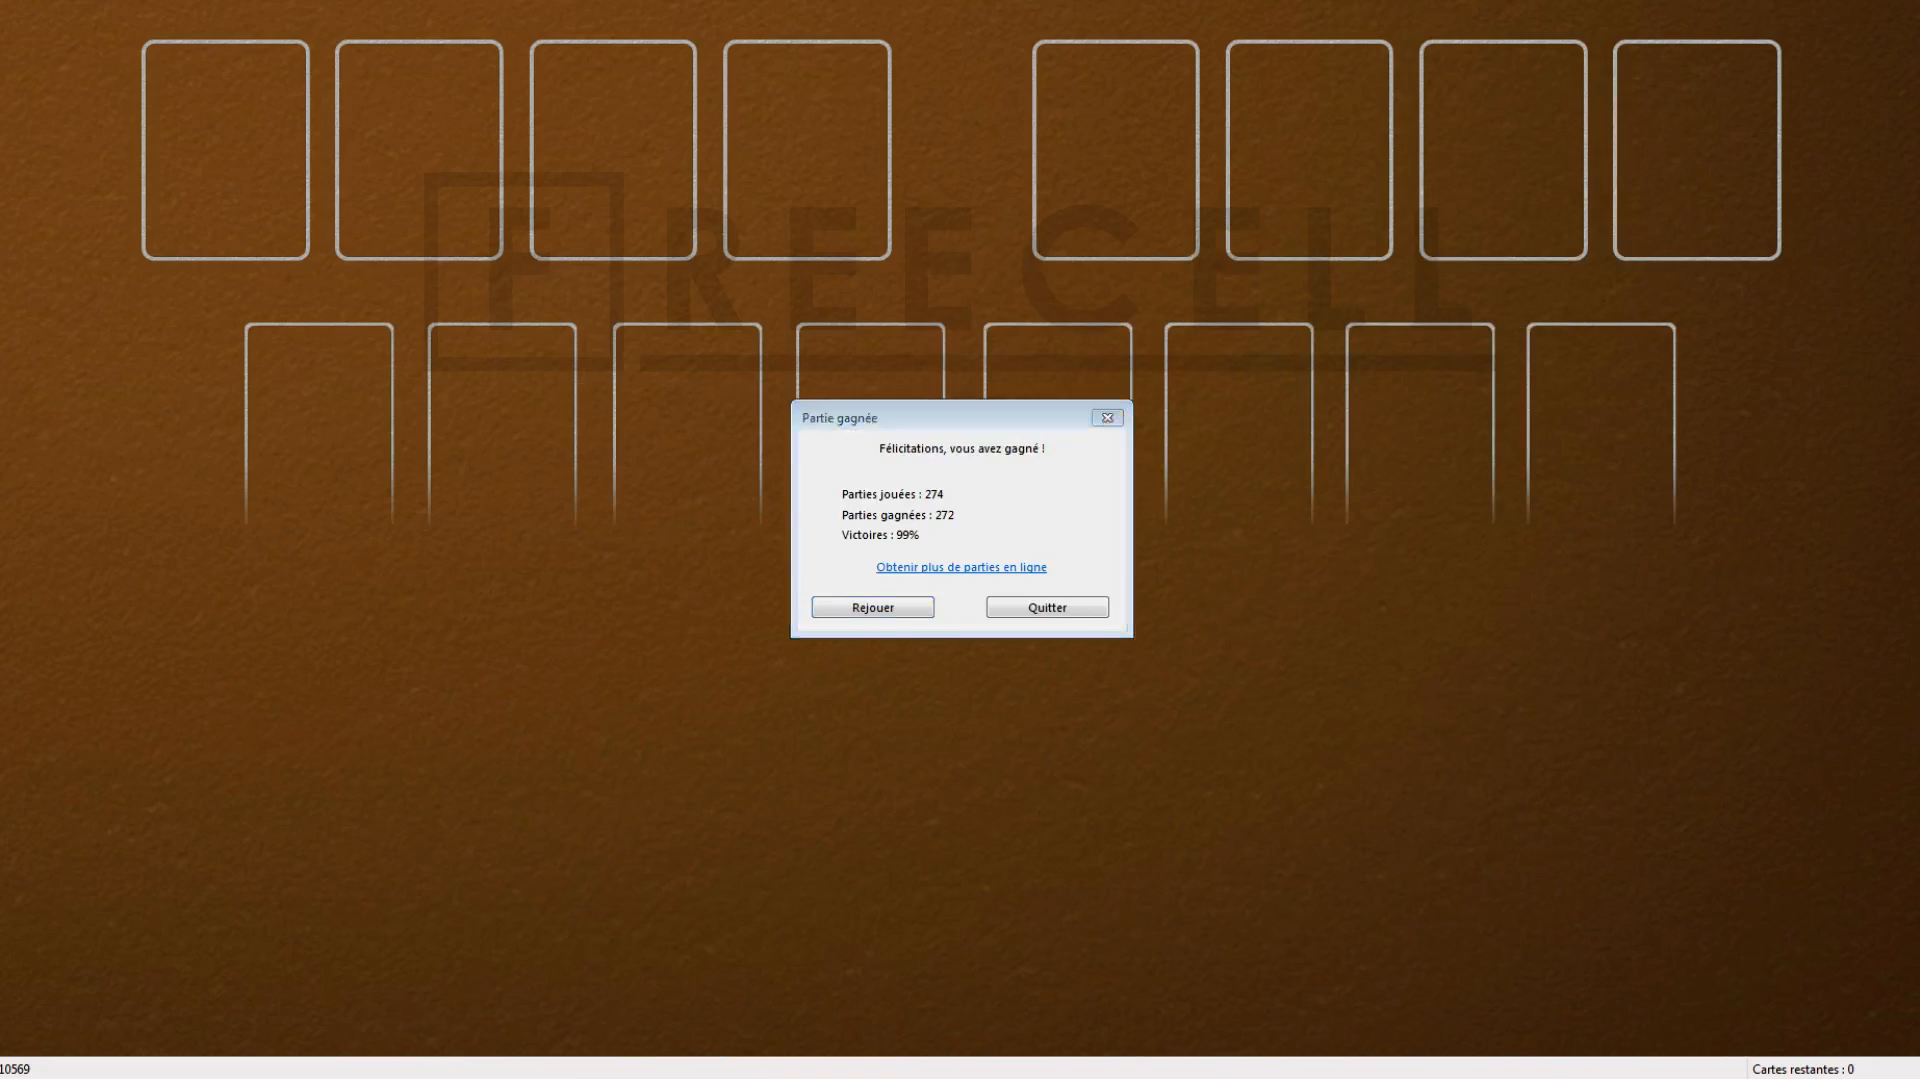 FREECELL
Partie gagnée
Félicitations, vous avez gagné !
Parties jouées : 274
Parties gagnées : 272
Victoires : 99%
Obtenir plus de parties en ligne
Rejouer
Quitter
10569
Cartes restantes : 0